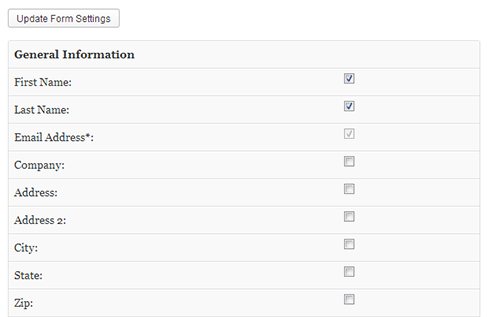 Update Form Settings
General Information
First Name:
Last Name:
Email Address*:
Company:
Address:
Address 2:
City:
State:
Zip: